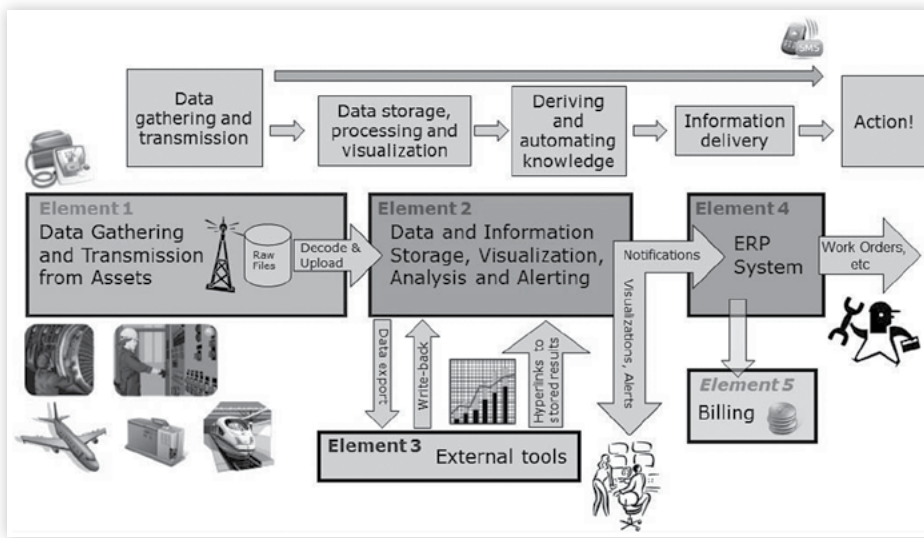 SMS
Data
gathering and
transmission
Data storage,
processing and
visualization
Deriving
and
automating
knowledge
Information
delivery
Action!
Element 1
Data Gathering
and Transmission
from Assets
Raw
Files
Decode &
Upload
Element 2
Data and Information
Storage, Visualization,
Analysis and Alerting
Notifications
Visualizations, Alerts
Element 4
ERP
System
Work Orders,
etc
Data export
Write-back
Hyperlinks to
stored results
Element 3 External tools
Element 5
Billing